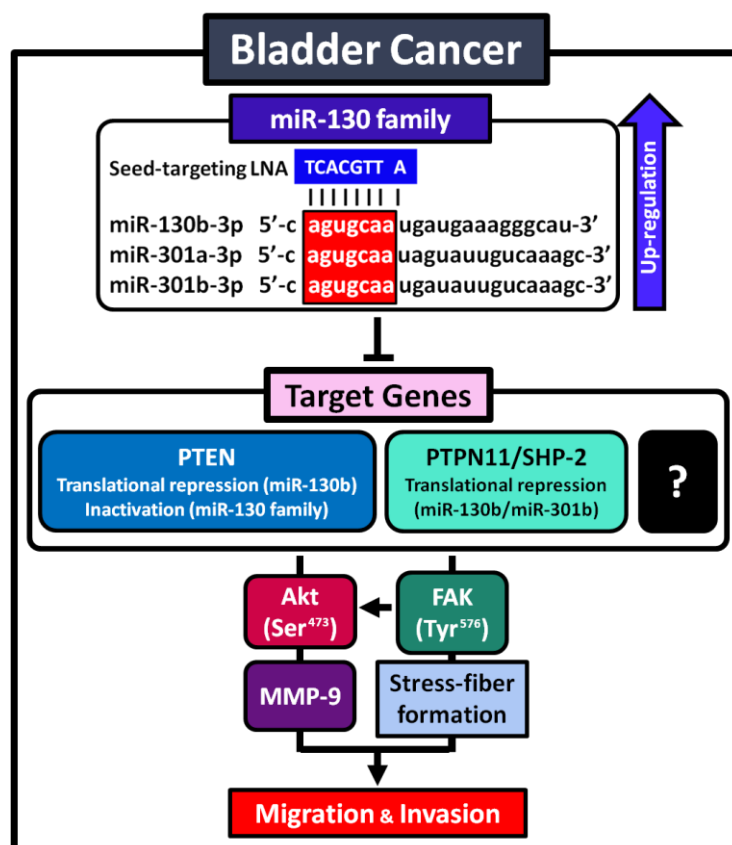 Bladder Cancer
miR-130 family
Seed-targeting LNA TCACGTT A
miR-130b-3p 5’-c agugcaa ugaugaaagggcau-3’
miR-301a-3p 5’-c agugcaa uaguauugucaaagc-3’
miR-301b-3p 5’-c agugcaa ugauauugucaaagc-3’
Up-regulation
Target Genes
PTEN
Translational repression (miR-130b)
Inactivation (miR-130 family)
PTPN11/SHP-2
Translational repression
(miR-130b/miR-301b)
?
Akt
(Ser⁴⁷³)
FAK
(Tyr⁵⁷⁶)
MMP-9
Stress-fiber
formation
Migration & Invasion